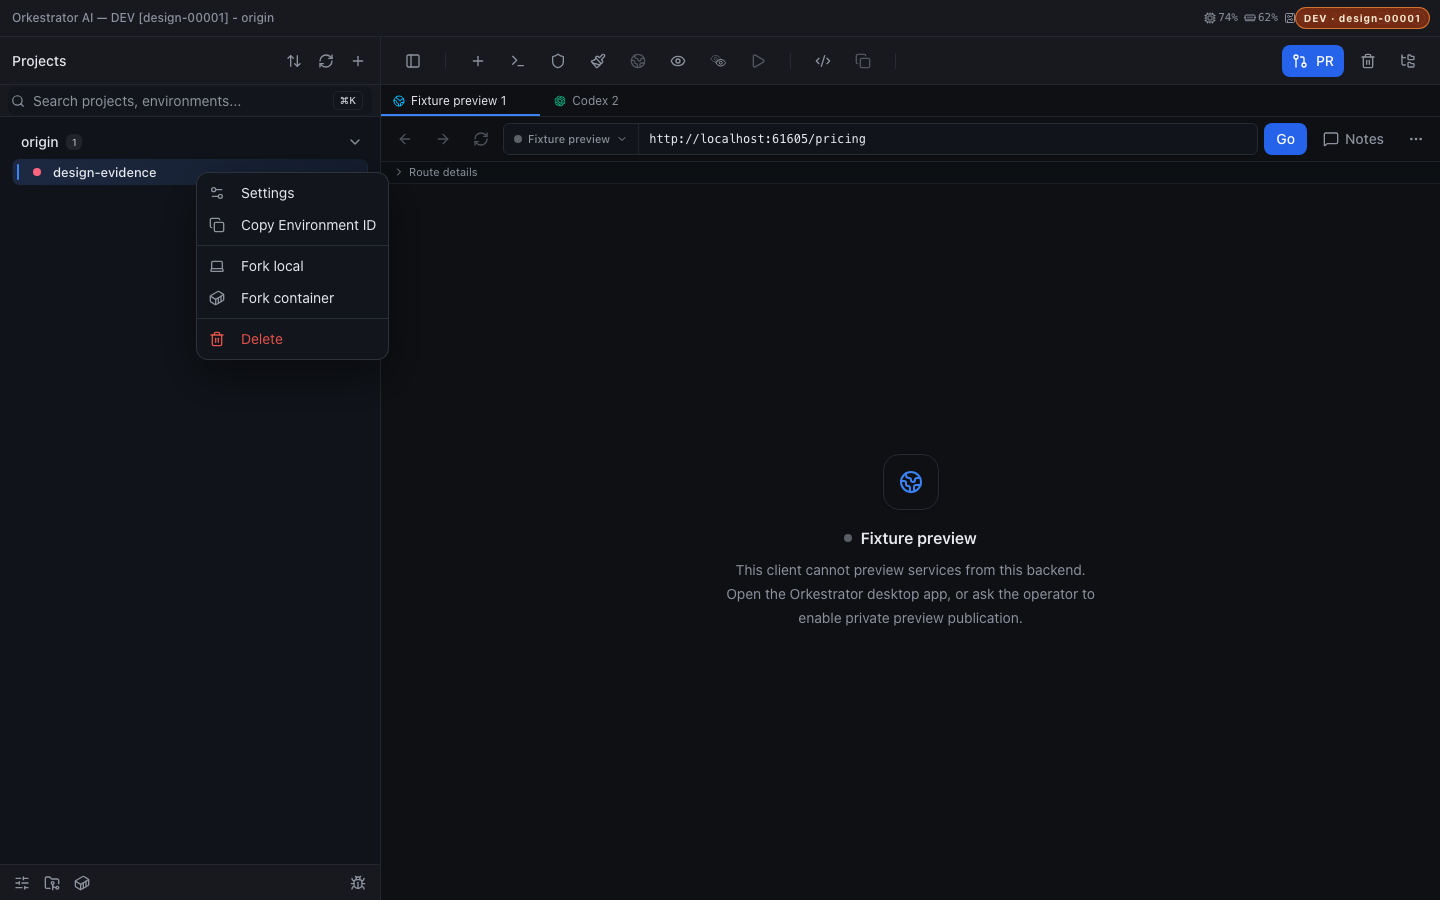 Orkestrator AI — DEV [design-00001] - origin
74% 62%
DEV · design-00001
Projects
PR
Search projects, environments... ⌘K
Fixture preview 1
Codex 2
origin 1
Fixture preview
http://localhost:61605/pricing
Go
Notes
design-evidence
Route details
Settings
Copy Environment ID
Fork local
Fork container
Delete
Fixture preview
This client cannot preview services from this backend.
Open the Orkestrator desktop app, or ask the operator to
enable private preview publication.